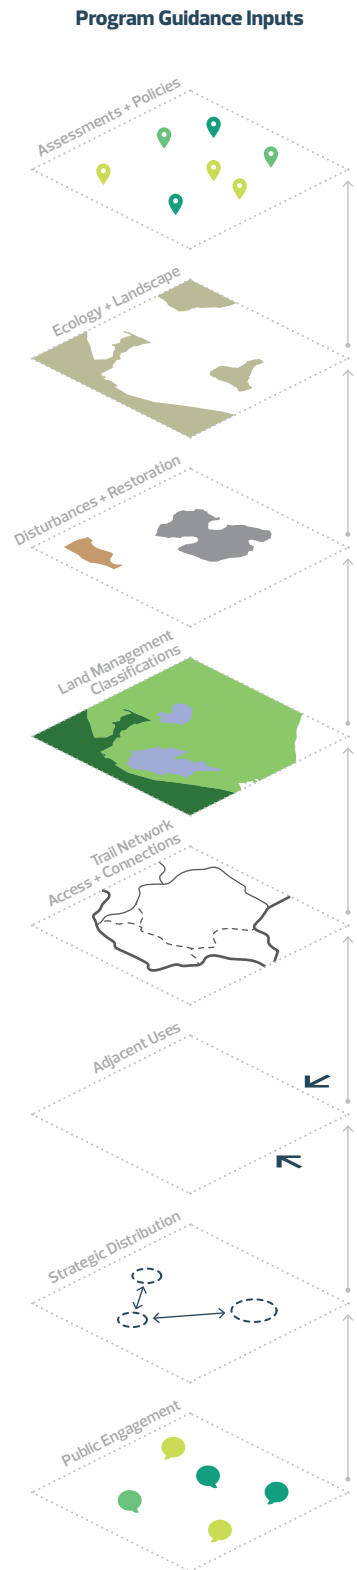 Program Guidance Inputs
Assessments + Policies
Ecology + Landscape
Disturbances + Restoration
Land Management
Classifications
Trail Network
Access + Connections
Adjacent Uses
Strategic Distribution
Public Engagement